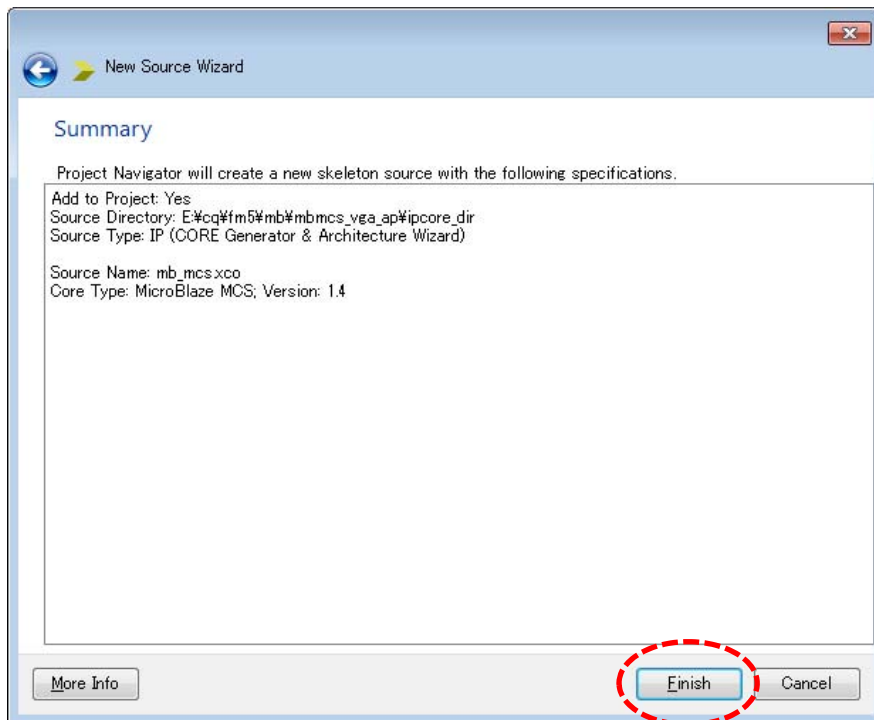 New Source Wizard
Summary
Project Navigator will create a new skeleton source with the following specifications.
Add to Project: Yes
Source Directory: E:¥cq¥fm5¥mb¥mbmcs_vga_ap¥ipcore_dir
Source Type: IP (CORE Generator & Architecture Wizard)
Source Name: mb_mcs.xco
Core Type: MicroBlaze MCS; Version: 1.4
More Info
Finish
Cancel